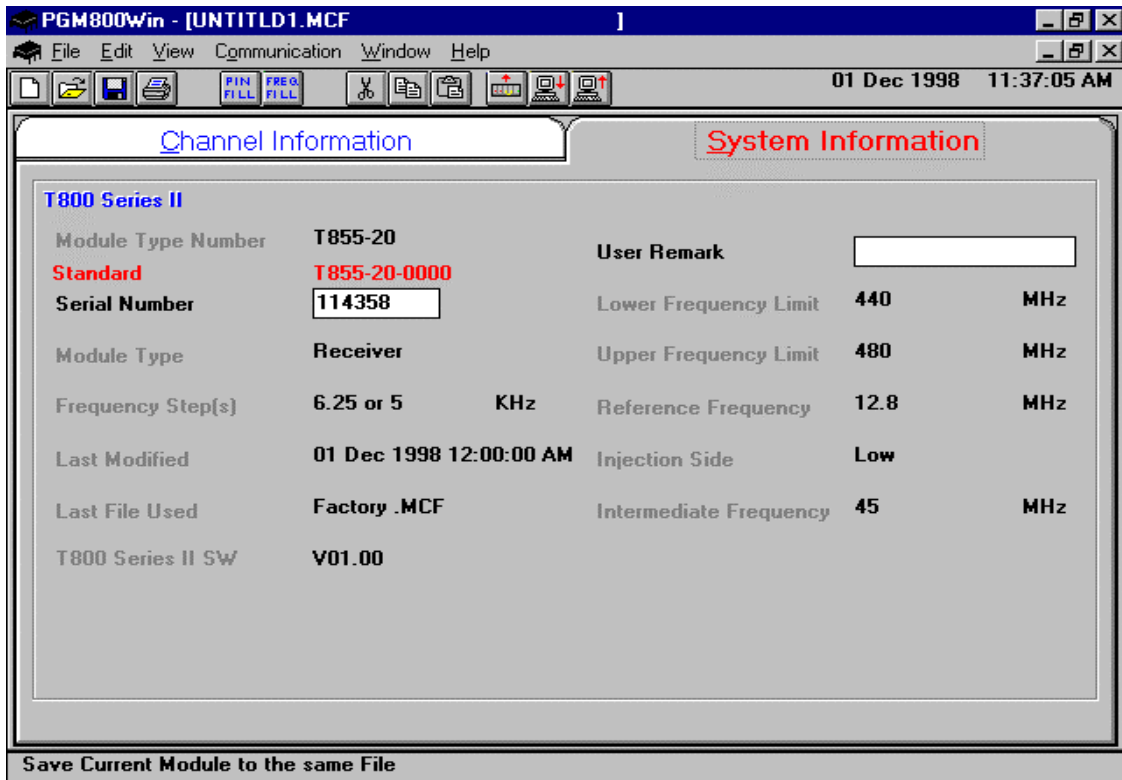 PGM800Win - [UNTITLD1.MCF ]
File Edit View Communication Window Help
PIN FILL FREQ FILL
01 Dec 1998 11:37:05 AM
Channel Information
System Information
T800 Series II
Module Type Number T855-20
Standard T855-20-0000
Serial Number 114358
Module Type Receiver
Frequency Step(s) 6.25 or 5 KHz
Last Modified 01 Dec 1998 12:00:00 AM
Last File Used Factory .MCF
T800 Series II SW V01.00
User Remark
Lower Frequency Limit 440 MHz
Upper Frequency Limit 480 MHz
Reference Frequency 12.8 MHz
Injection Side Low
Intermediate Frequency 45 MHz
Save Current Module to the same File